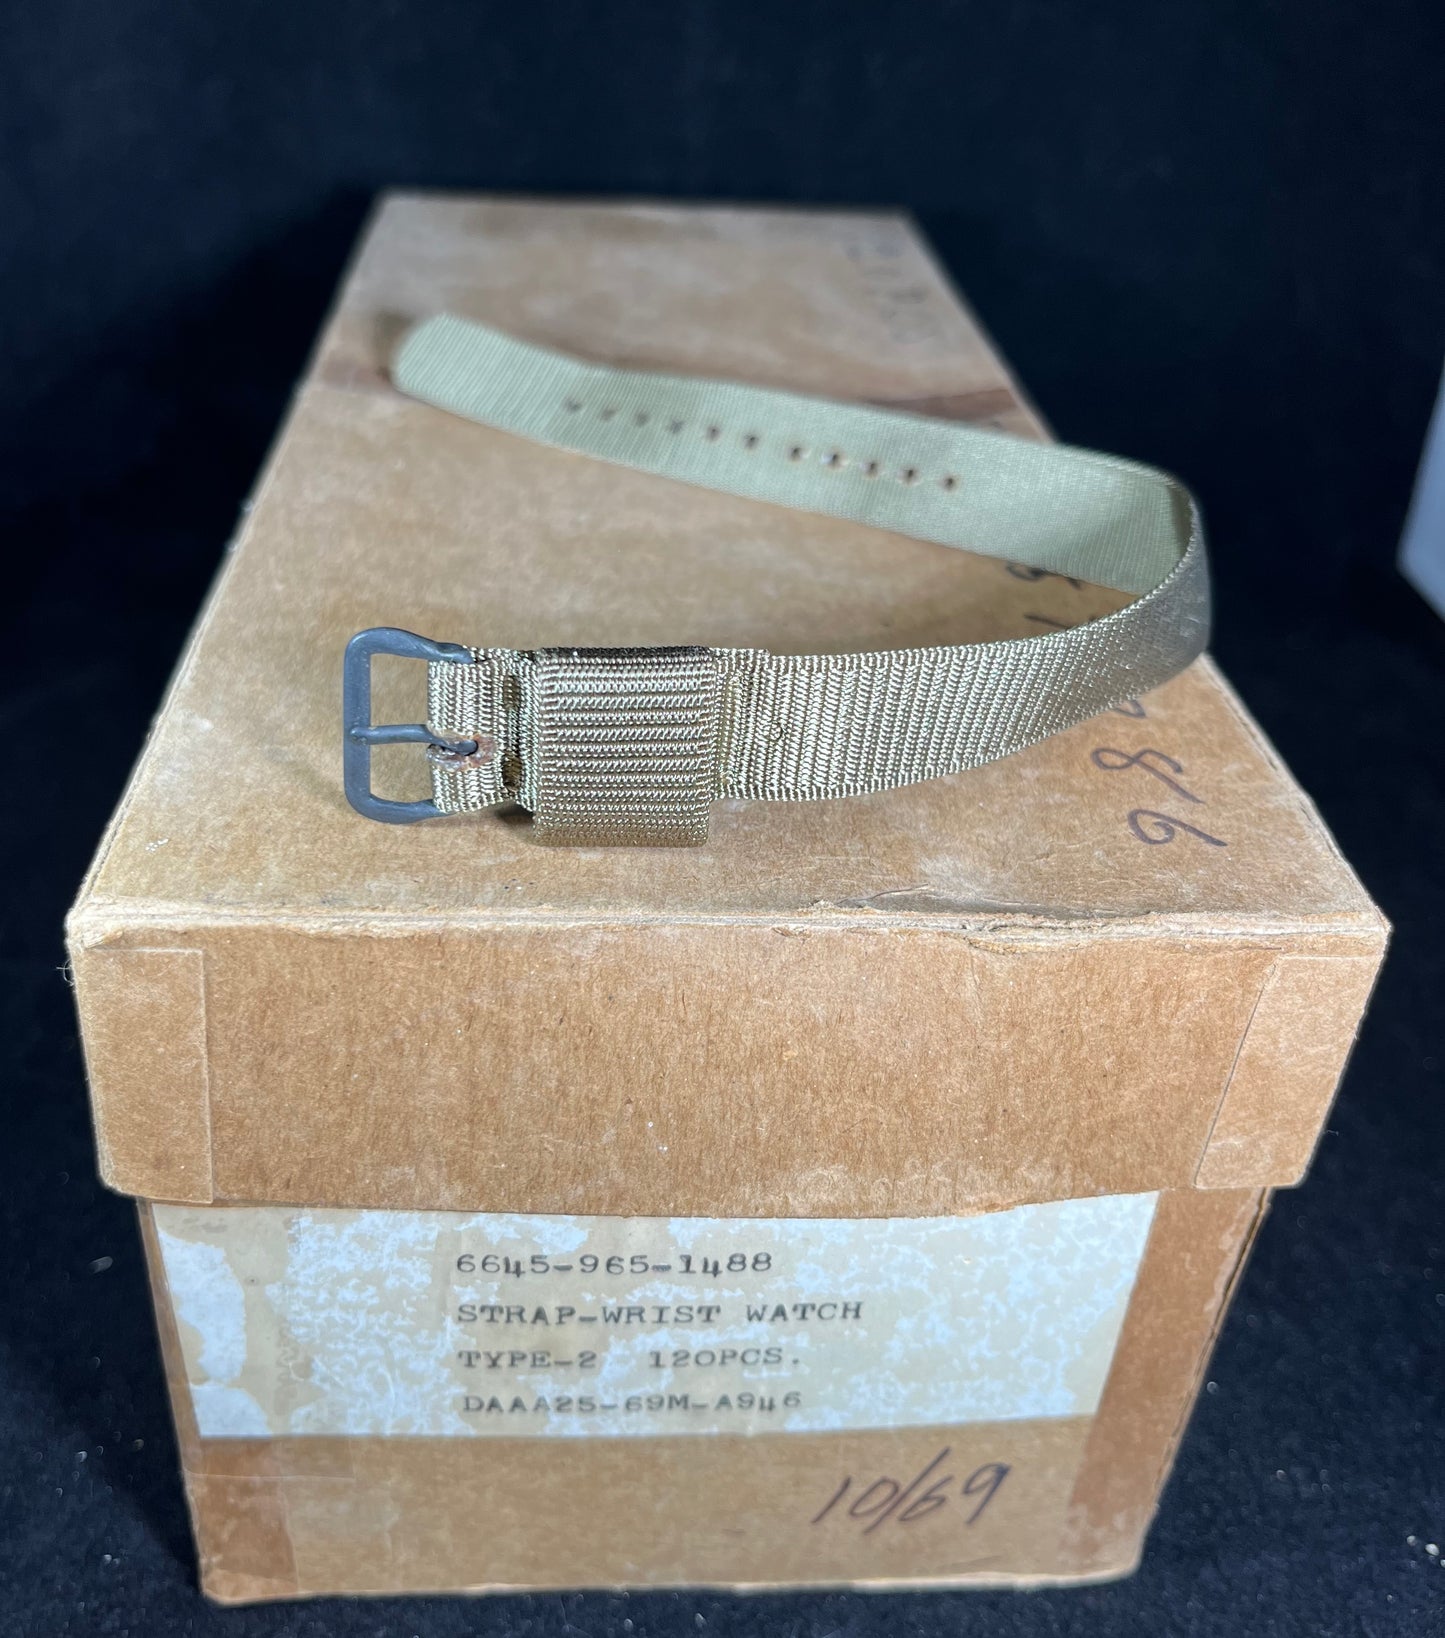 6645-965-1488
STRAP-WRIST WATCH
TYPE-2 120PCS.
DAAA25-69M-A946
10/69